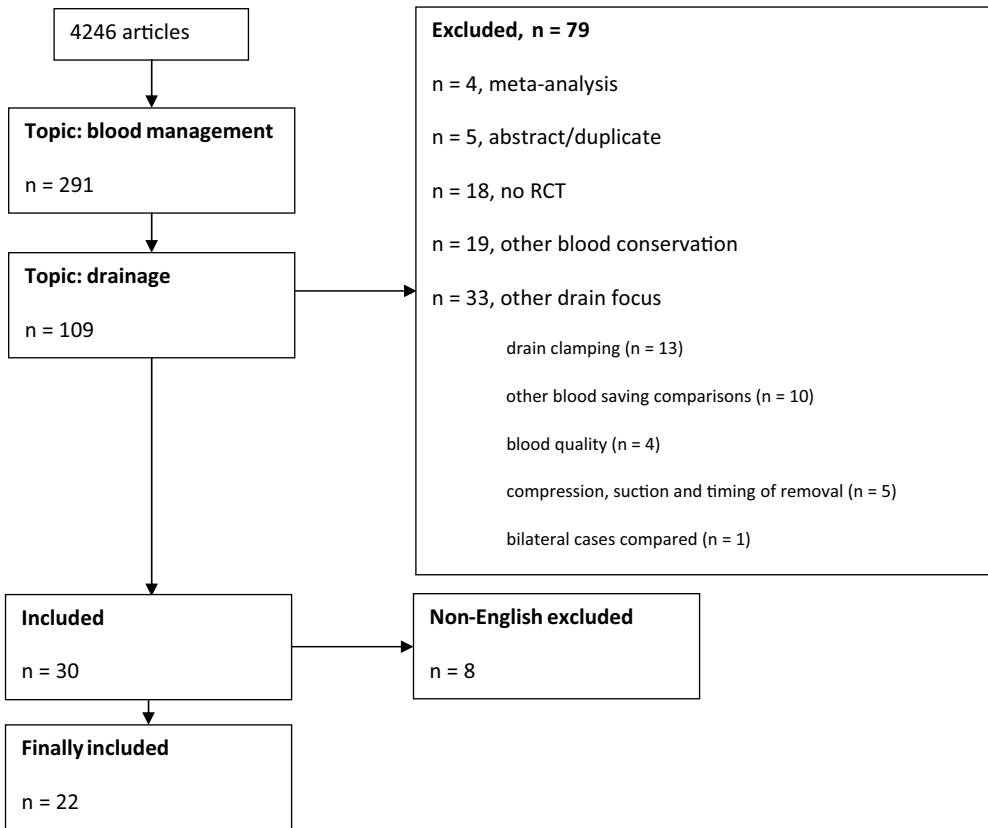 4246 articles
Topic: blood management
n = 291
Topic: drainage
n = 109
Excluded, n = 79
n = 4, meta-analysis
n = 5, abstract/duplicate
n = 18, no RCT
n = 19, other blood conservation
n = 33, other drain focus
drain clamping (n = 13)
other blood saving comparisons (n = 10)
blood quality (n = 4)
compression, suction and timing of removal (n = 5)
bilateral cases compared (n = 1)
Included
n = 30
Non-English excluded
n = 8
Finally included
n = 22